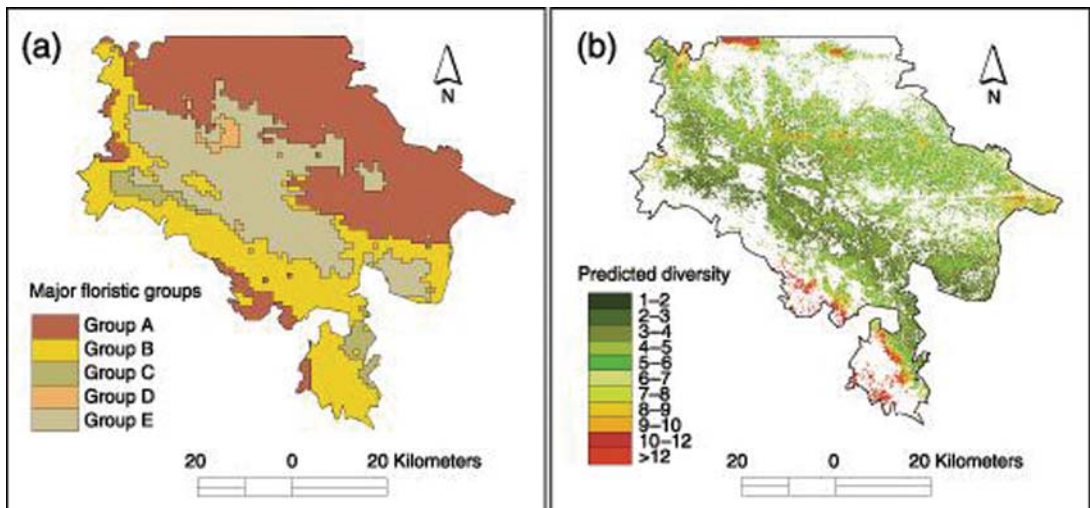 (a)
N
Major floristic groups
Group A
Group B
Group C
Group D
Group E
20 0 20 Kilometers
(b)
N
Predicted diversity
1–2
2–3
3–4
4–5
5–6
6–7
7–8
8–9
9–10
10–12
>12
20 0 20 Kilometers